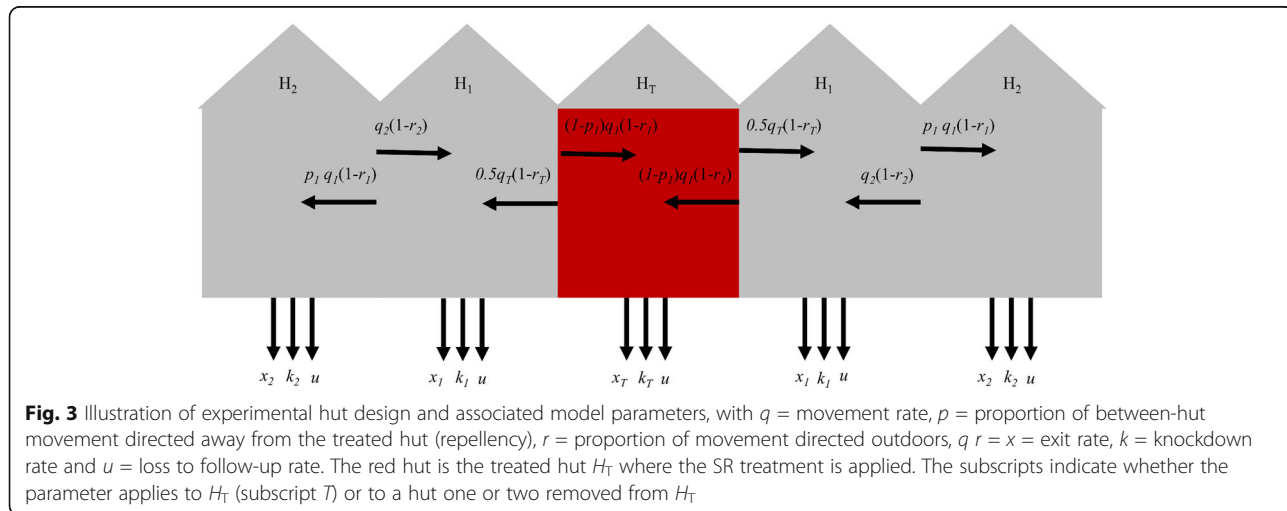 H2 H1 HT H1 H2
q2(1-r2) (1-p1)q1(1-r1) 0.5qT(1-rT) p1 q1(1-r1)
p1 q1(1-r1) 0.5qT(1-rT) (1-p1)q1(1-r1) q2(1-r2)
x2 k2 u x1 k1 u xT kT u x1 k1 u x2 k2 u
Fig. 3 Illustration of experimental hut design and associated model parameters, with q = movement rate, p = proportion of between-hut
movement directed away from the treated hut (repellency), r = proportion of movement directed outdoors, q r = x = exit rate, k = knockdown
rate and u = loss to follow-up rate. The red hut is the treated hut HT where the SR treatment is applied. The subscripts indicate whether the
parameter applies to HT (subscript T) or to a hut one or two removed from HT